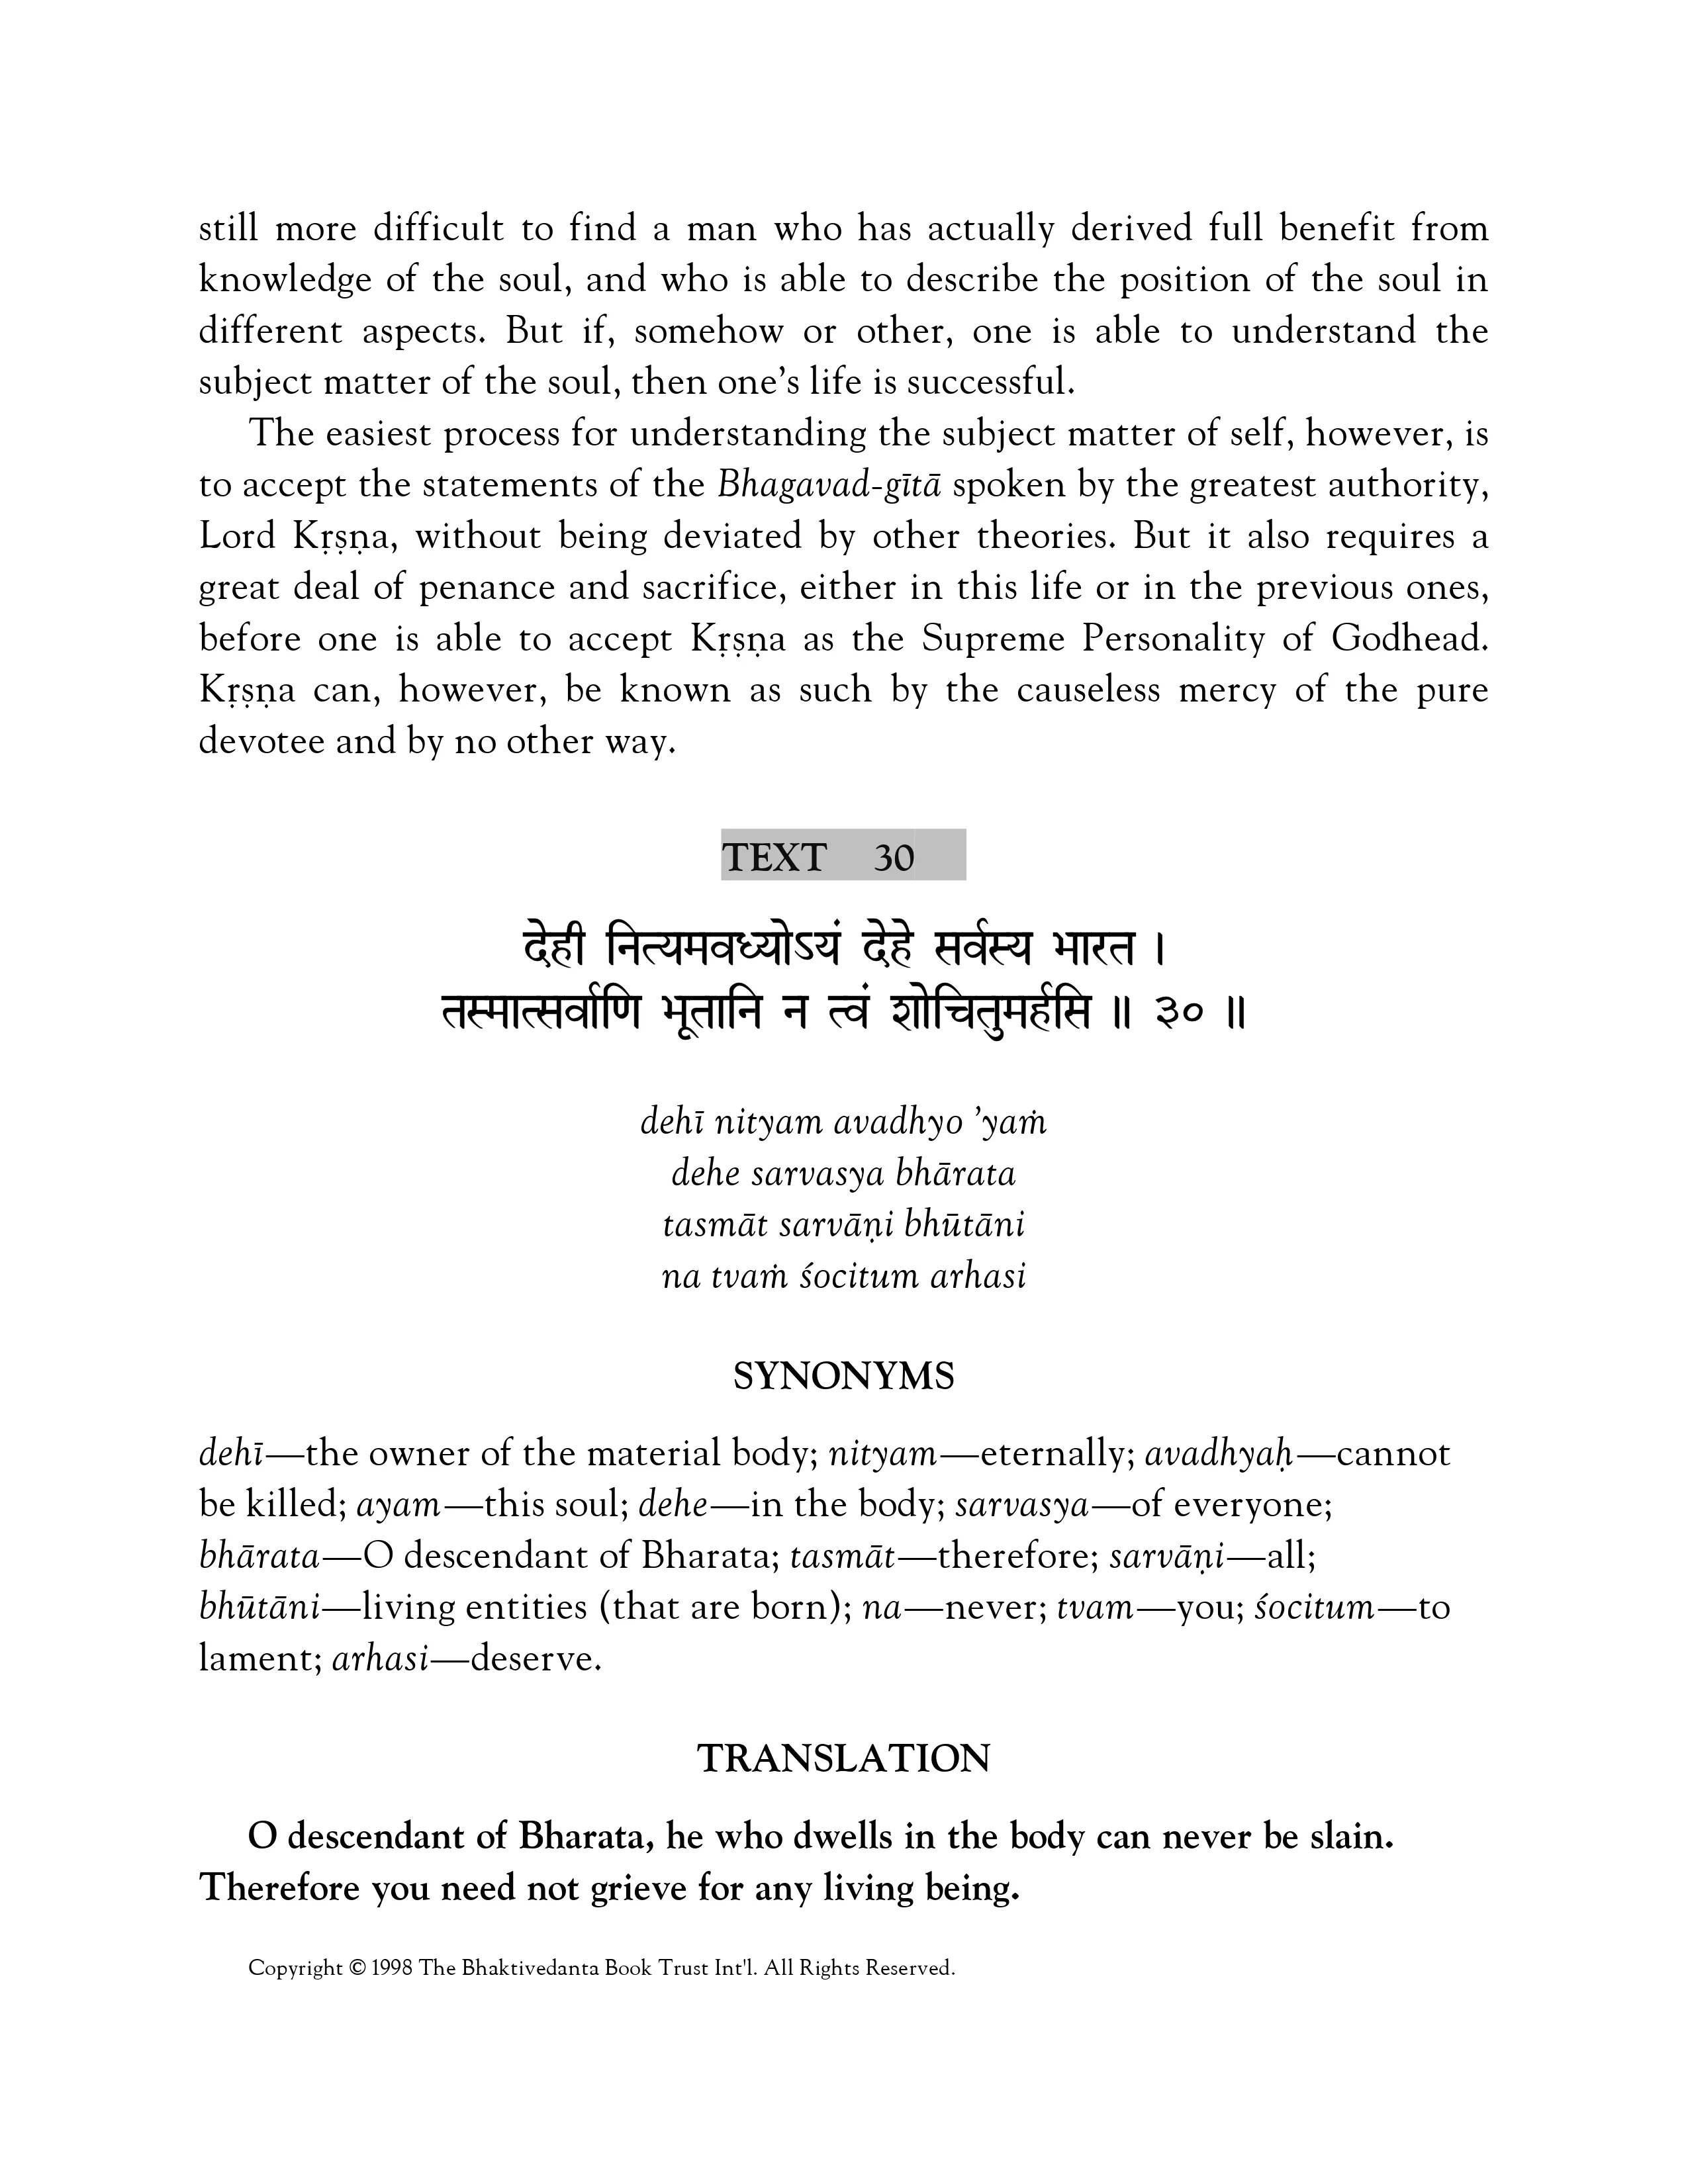 still more difficult to find a man who has actually derived full benefit from
knowledge of the soul, and who is able to describe the position of the soul in
different aspects. But if, somehow or other, one is able to understand the
subject matter of the soul, then one’s life is successful.
The easiest process for understanding the subject matter of self, however, is
to accept the statements of the Bhagavad-gītā spoken by the greatest authority,
Lord Kṛṣṇa, without being deviated by other theories. But it also requires a
great deal of penance and sacrifice, either in this life or in the previous ones,
before one is able to accept Kṛṣṇa as the Supreme Personality of Godhead.
Kṛṣṇa can, however, be known as such by the causeless mercy of the pure
devotee and by no other way.
TEXT 30
देही नित्यमवध्योऽयं देहे सर्वस्य भारत ।
तस्मात्सर्वाणि भूतानि न त्वं शोचितुमर्हसि ॥ ३० ॥
dehī nityam avadhyo ’yaṁ
dehe sarvasya bhārata
tasmāt sarvāṇi bhūtāni
na tvaṁ śocitum arhasi
SYNONYMS
dehī—the owner of the material body; nityam—eternally; avadhyaḥ—cannot
be killed; ayam—this soul; dehe—in the body; sarvasya—of everyone;
bhārata—O descendant of Bharata; tasmāt—therefore; sarvāṇi—all;
bhūtāni—living entities (that are born); na—never; tvam—you; śocitum—to
lament; arhasi—deserve.
TRANSLATION
O descendant of Bharata, he who dwells in the body can never be slain.
Therefore you need not grieve for any living being.
Copyright © 1998 The Bhaktivedanta Book Trust Int'l. All Rights Reserved.